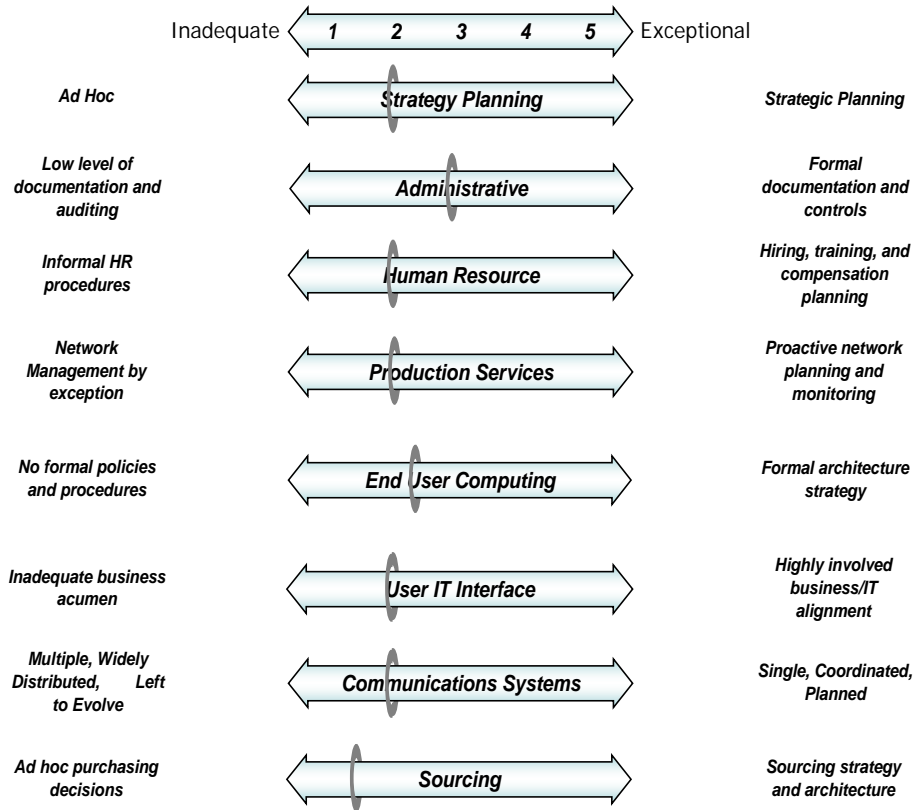 Inadequate 1 2 3 4 5 Exceptional
Ad Hoc
Strategy Planning
Strategic Planning
Low level of
documentation and
auditing
Administrative
Formal
documentation and
controls
Informal HR
procedures
Human Resource
Hiring, training, and
compensation
planning
Network
Management by
exception
Production Services
Proactive network
planning and
monitoring
No formal policies
and procedures
End User Computing
Formal architecture
strategy
Inadequate business
acumen
User IT Interface
Highly involved
business/IT
alignment
Multiple, Widely
Distributed, Left
to Evolve
Communications Systems
Single, Coordinated,
Planned
Ad hoc purchasing
decisions
Sourcing
Sourcing strategy
and architecture